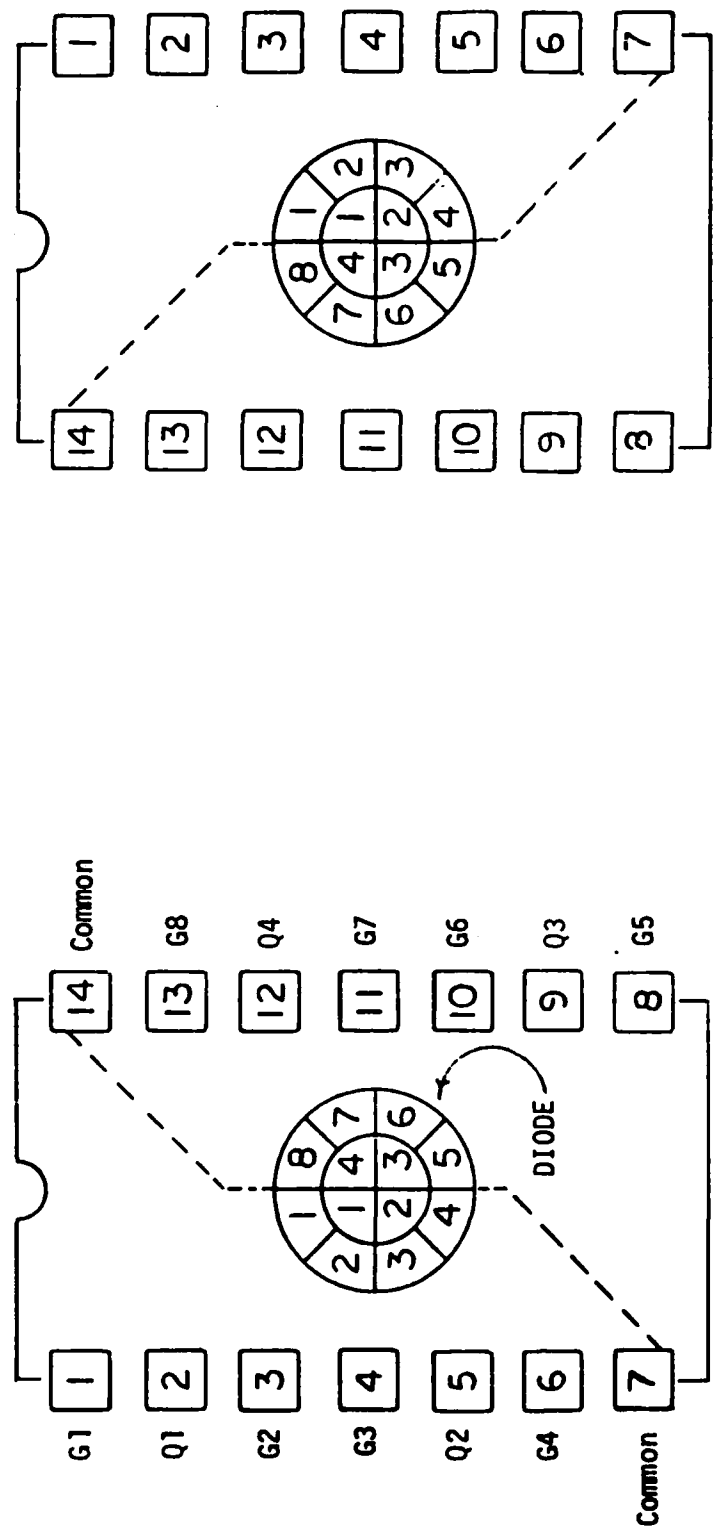 G1 1 14 Common
Q1 2 13 G8
G2 3 12 Q4
G3 4 11 G7
Q2 5 10 G6
G4 6 9 Q3
Common 7 8 G5
1 8
2 1 4 7
3 2 3 6
4 5
DIODE
14 1
13 2
12 3
11 4
10 5
9 6
8 7
8 1
7 4 1 2
6 3 2 3
5 4